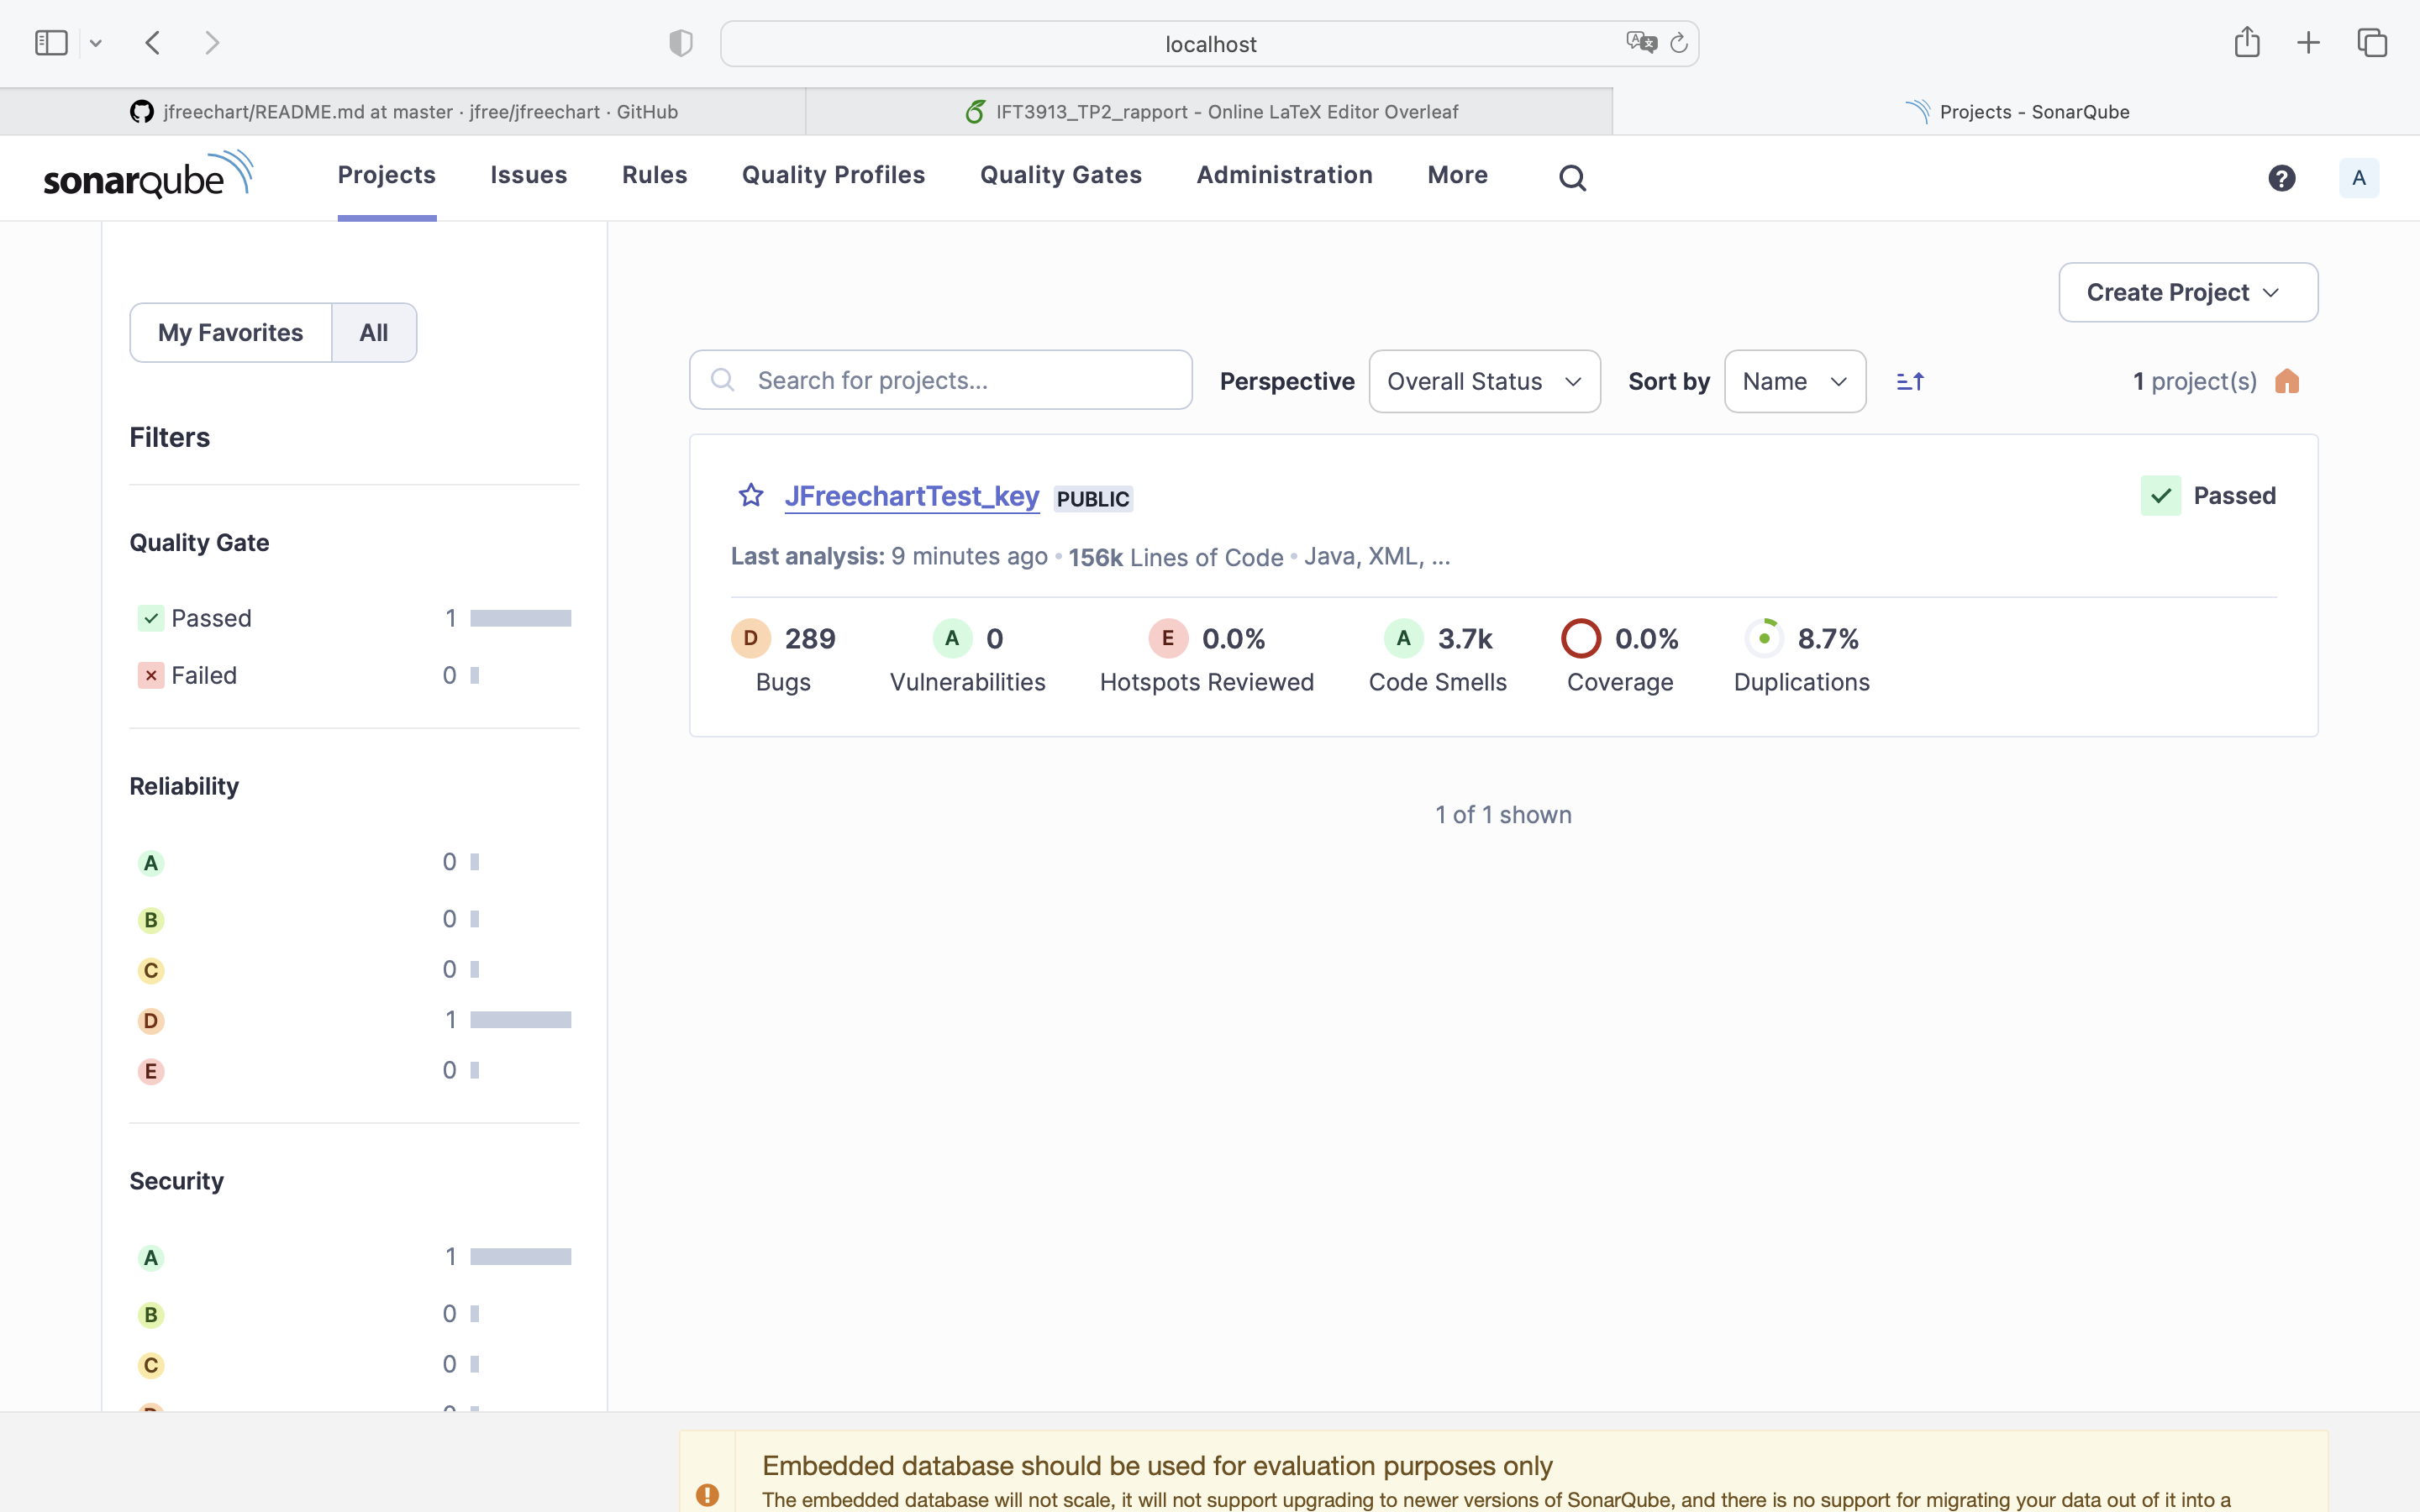 localhost
jfreechart/README.md at master · jfree/jfreechart · GitHub
IFT3913_TP2_rapport - Online LaTeX Editor Overleaf
Projects - SonarQube
sonarqube
Projects
Issues
Rules
Quality Profiles
Quality Gates
Administration
More
A
My Favorites
All
Filters
Quality Gate
Passed 1
Failed 0
Reliability
A 0
B 0
C 0
D 1
E 0
Security
A 1
B 0
C 0
D 0
Create Project
Search for projects...
Perspective
Overall Status
Sort by
Name
1 project(s)
JFreechartTest_key PUBLIC
Passed
Last analysis: 9 minutes ago • 156k Lines of Code • Java, XML, ...
D 289
Bugs
A 0
Vulnerabilities
E 0.0%
Hotspots Reviewed
A 3.7k
Code Smells
0.0%
Coverage
8.7%
Duplications
1 of 1 shown
Embedded database should be used for evaluation purposes only
The embedded database will not scale, it will not support upgrading to newer versions of SonarQube, and there is no support for migrating your data out of it into a